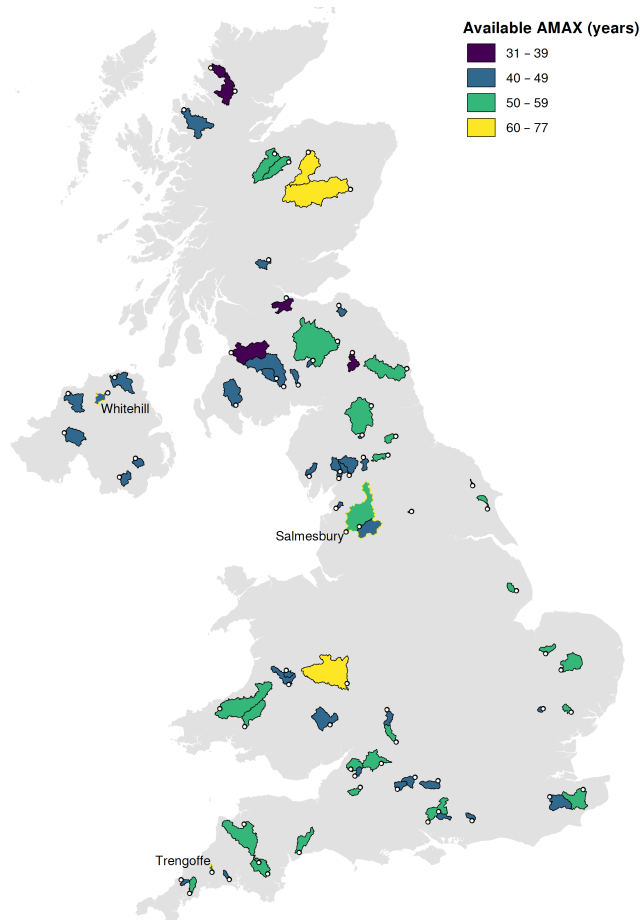 Available AMAX (years)
31 – 39
40 – 49
50 – 59
60 – 77
Whitehill
Salmesbury
Trengoffe